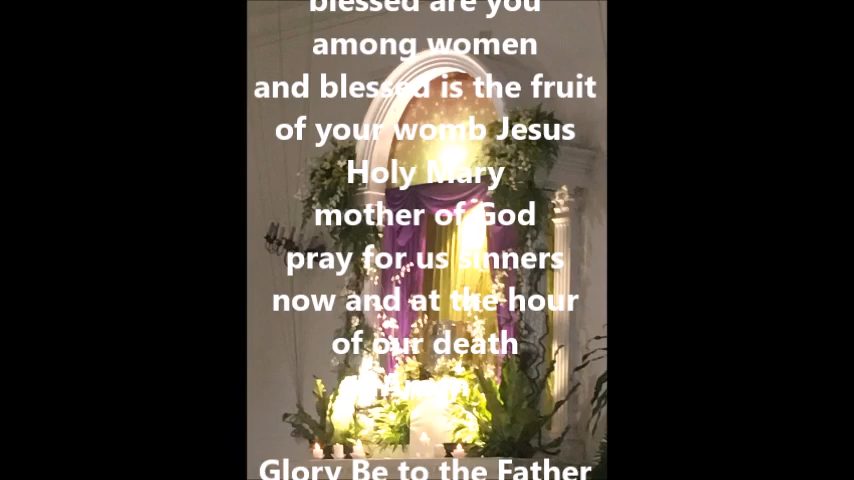 blessed are you
among women
and blessed is the fruit
of your womb Jesus
Holy Mary
mother of God
pray for us sinners
now and at the hour
of our death
Amen
Glory Be to the Father